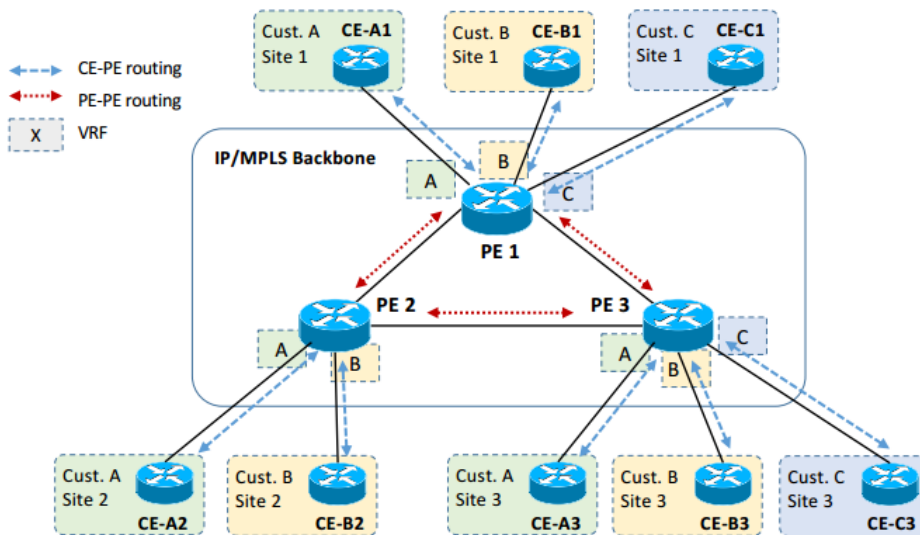 Cust. A CE-A1
Site 1
Cust. B CE-B1
Site 1
Cust. C CE-C1
Site 1
CE-PE routing
PE-PE routing
X VRF
IP/MPLS Backbone
B
A
C
PE 1
PE 2
PE 3
A
B
A
B
C
Cust. A
Site 2
CE-A2
Cust. B
Site 2
CE-B2
Cust. A
Site 3
CE-A3
Cust. B
Site 3
CE-B3
Cust. C
Site 3
CE-C3